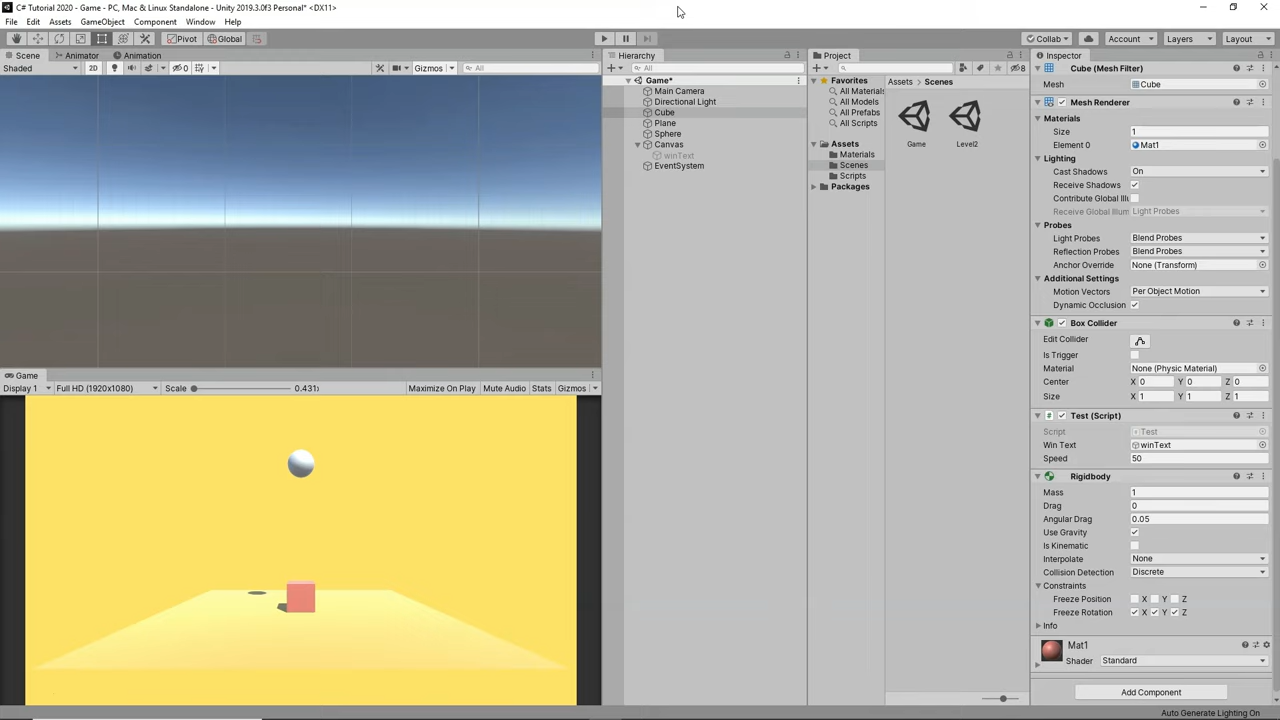 C# Tutorial 2020 - Game - PC, Mac & Linux Standalone - Unity 2019.3.0f3 Personal* <DX11>
File Edit Assets GameObject Component Window Help
Pivot Global Collab Account Layers Layout
Scene Animator Animation
Shaded 2D 0 Gizmos All
Game
Display 1 Full HD (1920x1080) Scale 0.431 Maximize On Play Mute Audio Stats Gizmos
Hierarchy
All
Game*
Main Camera
Directional Light
Cube
Plane
Sphere
Canvas
winText
EventSystem
Project
8
Favorites
All Materials
All Models
All Prefabs
All Scripts
Assets
Materials
Scenes
Scripts
Packages
Assets Scenes
Game Level2
Inspector
Cube (Mesh Filter)
Mesh Cube
Mesh Renderer
Materials
Size 1
Element 0 Mat1
Lighting
Cast Shadows On
Receive Shadows
Contribute Global Illu
Receive Global Illum Light Probes
Probes
Light Probes Blend Probes
Reflection Probes Blend Probes
Anchor Override None (Transform)
Additional Settings
Motion Vectors Per Object Motion
Dynamic Occlusion
Box Collider
Edit Collider
Is Trigger
Material None (Physic Material)
Center X 0 Y 0 Z 0
Size X 1 Y 1 Z 1
Test (Script)
Script Test
Win Text winText
Speed 50
Rigidbody
Mass 1
Drag 0
Angular Drag 0.05
Use Gravity
Is Kinematic
Interpolate None
Collision Detection Discrete
Constraints
Freeze Position X Y Z
Freeze Rotation X Y Z
Info
Mat1
Shader Standard
Add Component
Auto Generate Lighting On